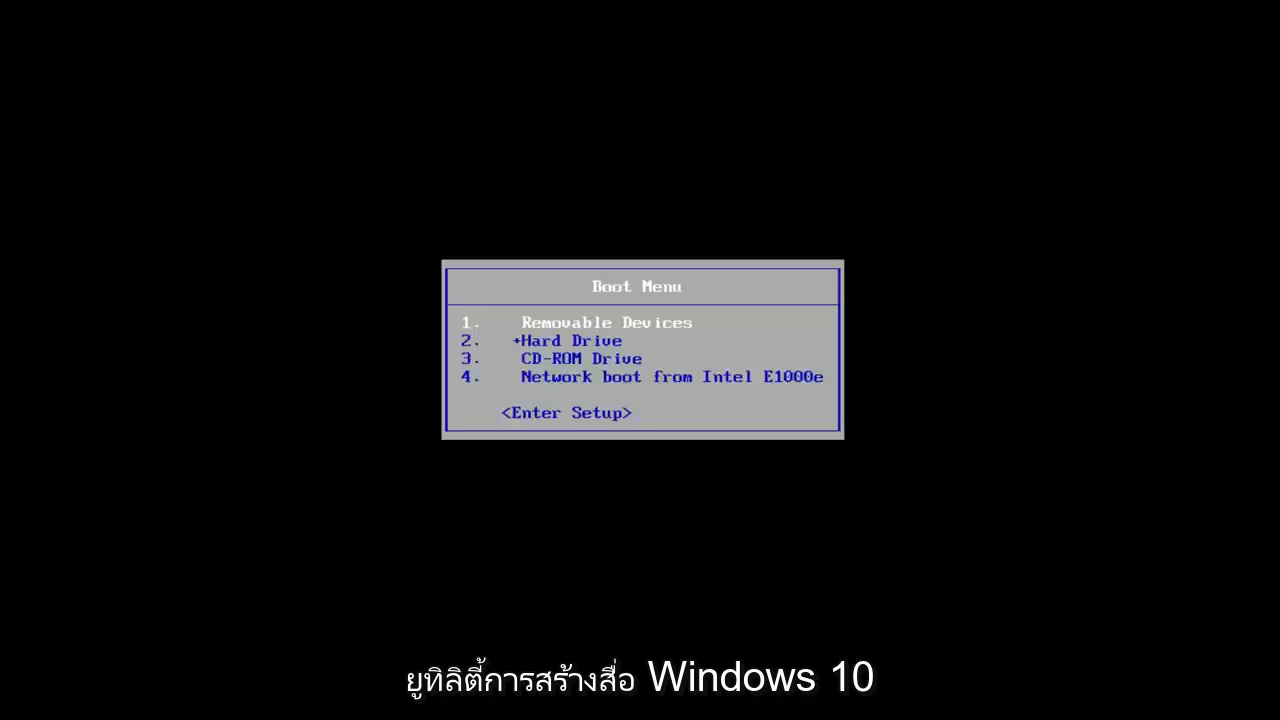 Boot Menu
1. Removable Devices
2. +Hard Drive
3. CD-ROM Drive
4. Network boot from Intel E1000e
<Enter Setup>
ยูทิลิตี้การสร้างสื่อ Windows 10